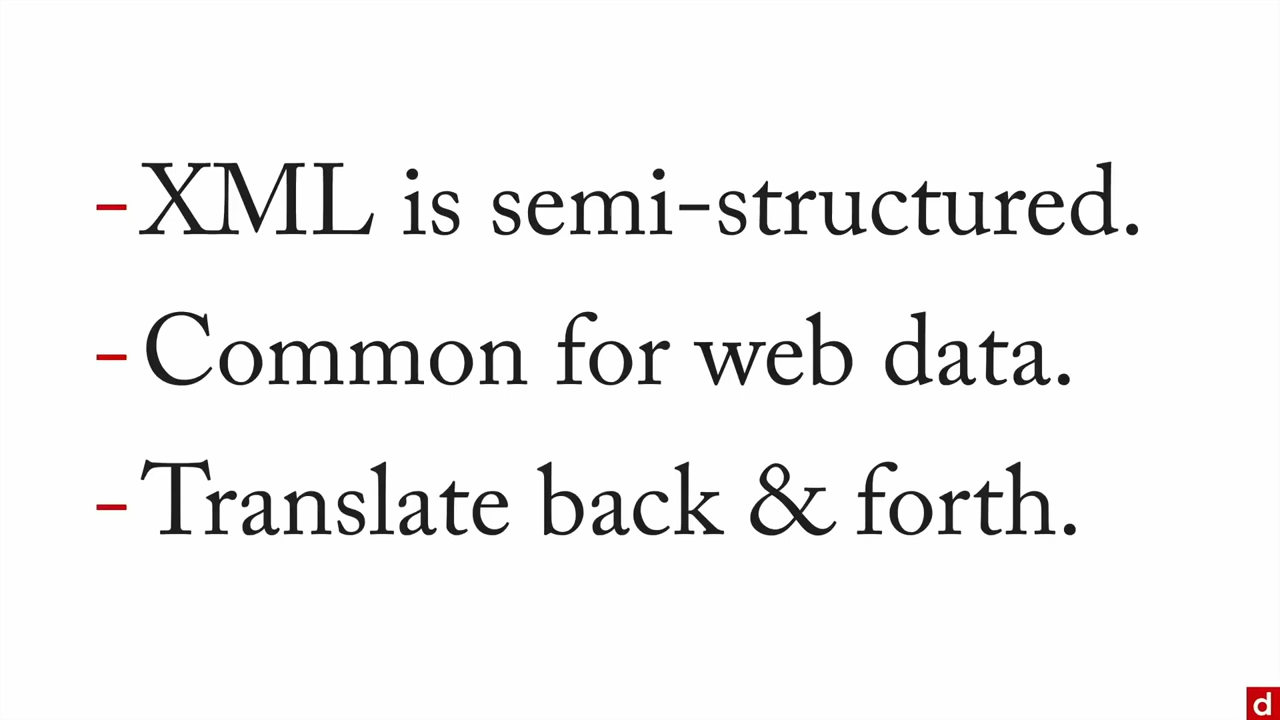 -XML is semi-structured.
-Common for web data.
-Translate back & forth.
d